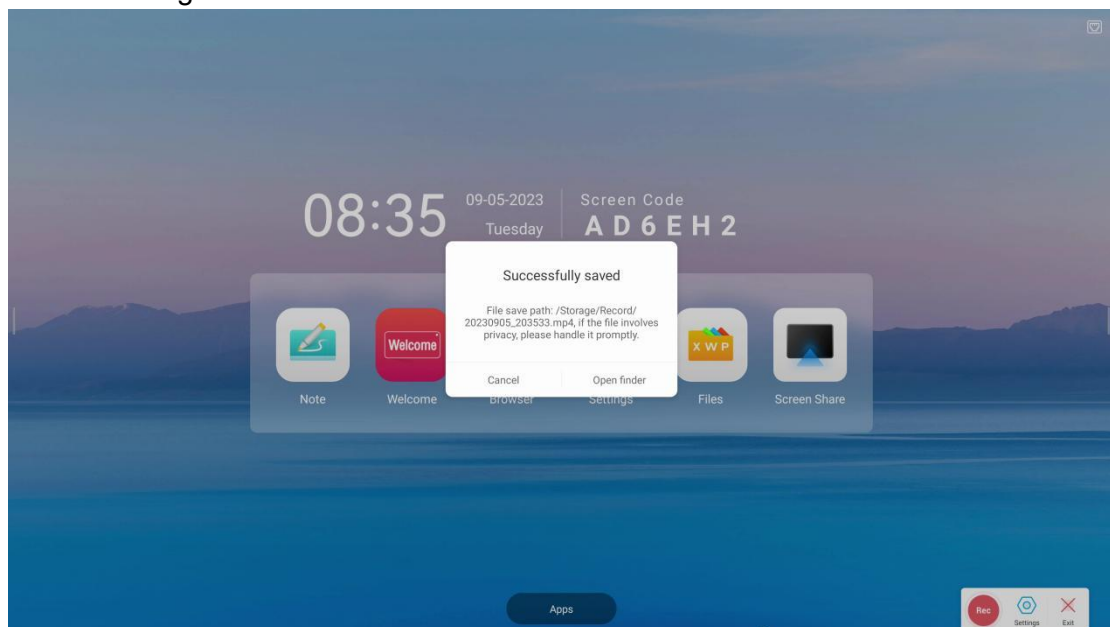 08:35
09-05-2023
Tuesday
Screen Code
AD6EH2
Successfully saved
File save path: /Storage/Record/
20230905_203533.mp4, if the file involves
privacy, please handle it promptly.
Cancel
Open finder
Welcome
X W P
Note
Welcome
Browser
Settings
Files
Screen Share
Apps
Rec
Settings
Exit